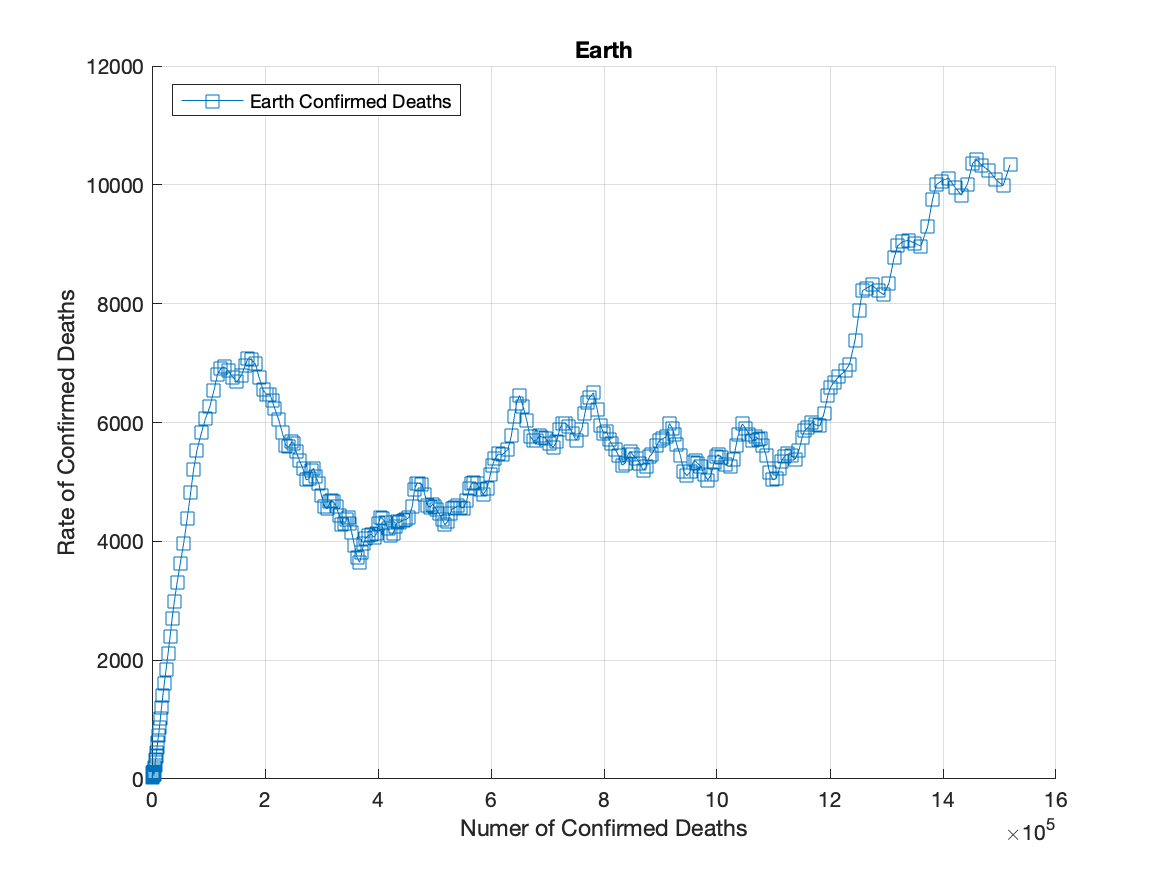 Earth
Earth Confirmed Deaths
12000
10000
8000
6000
4000
2000
0
Rate of Confirmed Deaths
0 2 4 6 8 10 12 14 16
×10^5
Numer of Confirmed Deaths